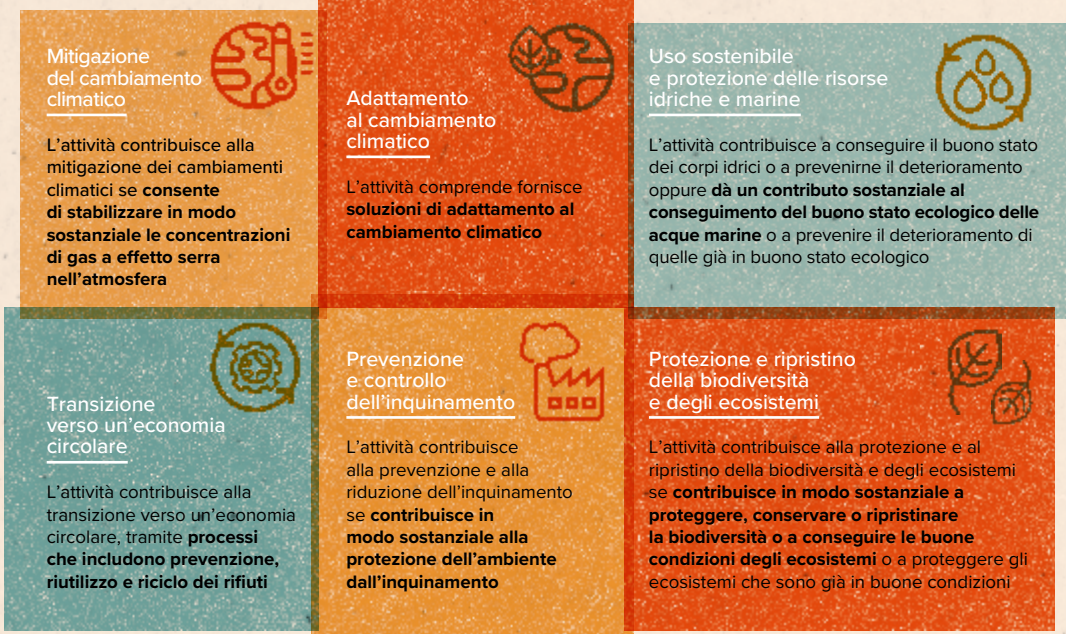 Mitigazione
del cambiamento
climatico
L'attività contribuisce alla
mitigazione dei cambiamenti
climatici se consente
di stabilizzare in modo
sostanziale le concentrazioni
di gas a effetto serra
nell'atmosfera
Adattamento
al cambiamento
climatico
L'attività comprende fornisce
soluzioni di adattamento al
cambiamento climatico
Uso sostenibile
e protezione delle risorse
idriche e marine
L'attività contribuisce a conseguire il buono stato
dei corpi idrici o a prevenirne il deterioramento
oppure dà un contributo sostanziale al
conseguimento del buono stato ecologico delle
acque marine o a prevenire il deterioramento di
quelle già in buono stato ecologico
Transizione
verso un'economia
circolare
L'attività contribuisce alla
transizione verso un'economia
circolare, tramite processi
che includono prevenzione,
riutilizzo e riciclo dei rifiuti
Prevenzione
e controllo
dell'inquinamento
L'attività contribuisce
alla prevenzione e alla
riduzione dell'inquinamento
se contribuisce in
modo sostanziale alla
protezione dell'ambiente
dall'inquinamento
Protezione e ripristino
della biodiversità
e degli ecosistemi
L'attività contribuisce alla protezione e al
ripristino della biodiversità e degli ecosistemi
se contribuisce in modo sostanziale a
proteggere, conservare o ripristinare
la biodiversità o a conseguire le buone
condizioni degli ecosistemi o a proteggere gli
ecosistemi che sono già in buone condizioni